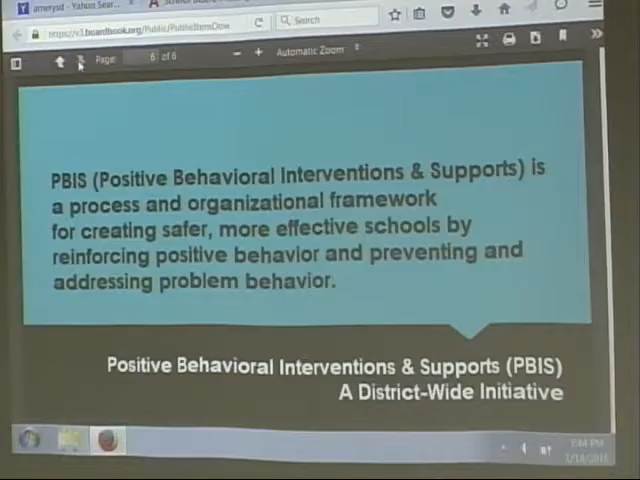 ameryisd - Yahoo Sear...
https://v3.boardbook.org/Public/PublicItemDow
Search
Page: 6 of 6
Automatic Zoom
PBIS (Positive Behavioral Interventions & Supports) is
a process and organizational framework
for creating safer, more effective schools by
reinforcing positive behavior and preventing and
addressing problem behavior.
Positive Behavioral Interventions & Supports (PBIS)
A District-Wide Initiative